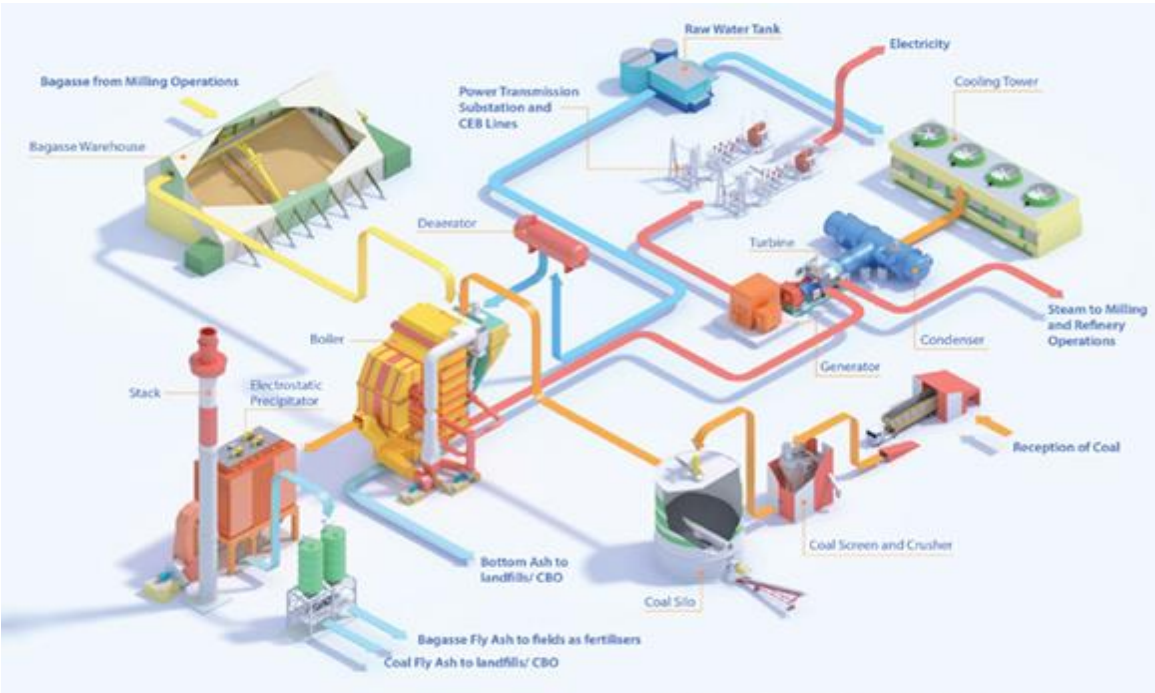 Raw Water Tank
Electricity
Bagasse from Milling Operations
Power Transmission
Substation and
CEB Lines
Cooling Tower
Bagasse Warehouse
Deaerator
Turbine
Steam to Milling
and Refinery
Operations
Boiler
Condenser
Generator
Stack
Electrostatic
Precipitator
Reception of Coal
Coal Screen and Crusher
Bottom Ash to
landfills/ CBO
Coal Silo
Bagasse Fly Ash to fields as fertilisers
Coal Fly Ash to landfills/ CBO